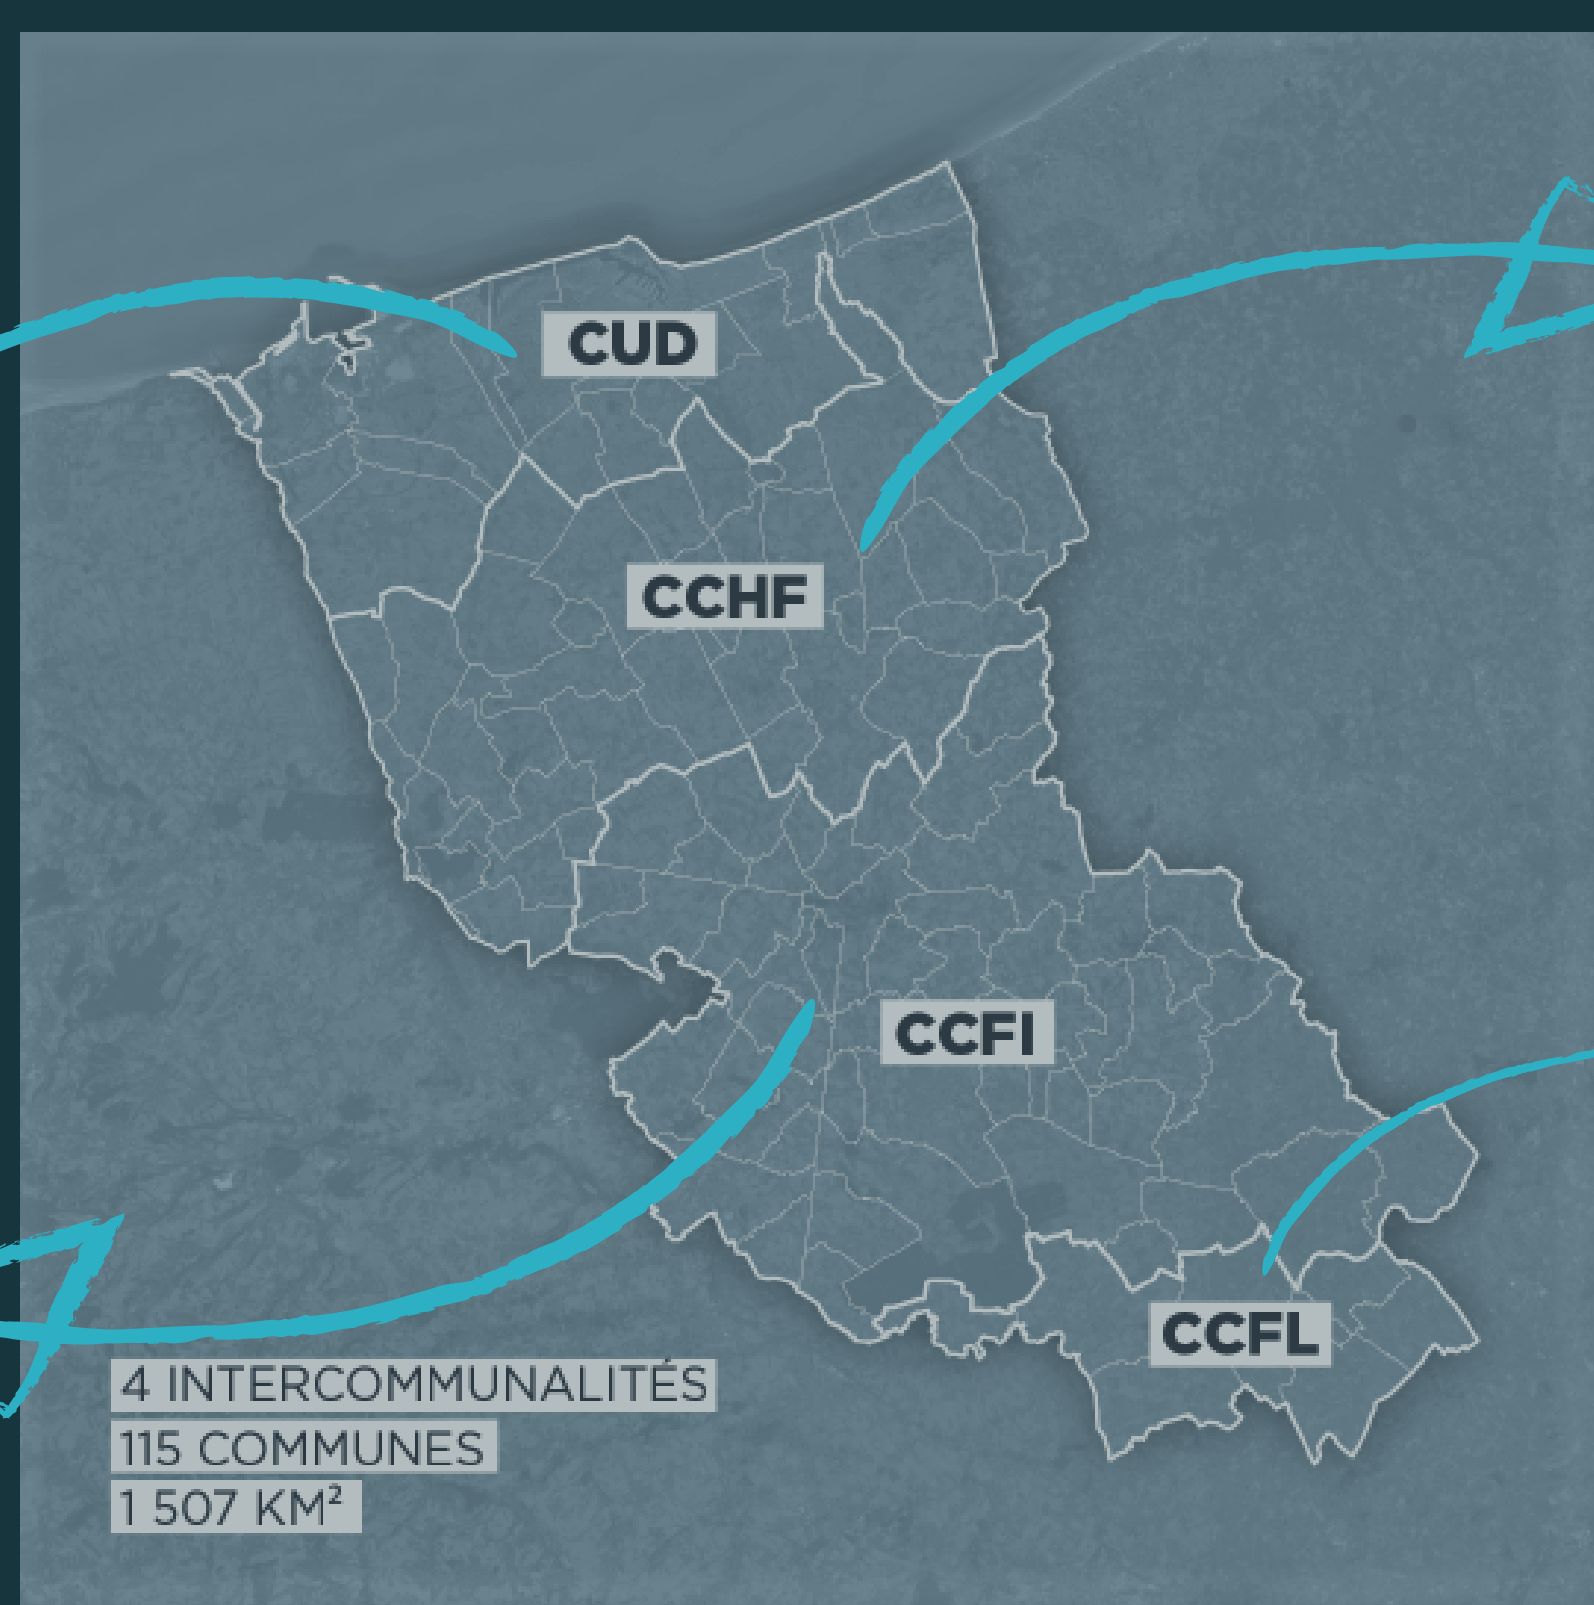 CUD
CCHF
CCFI
CCFL
4 INTERCOMMUNALITÉS
115 COMMUNES
1 507 KM²